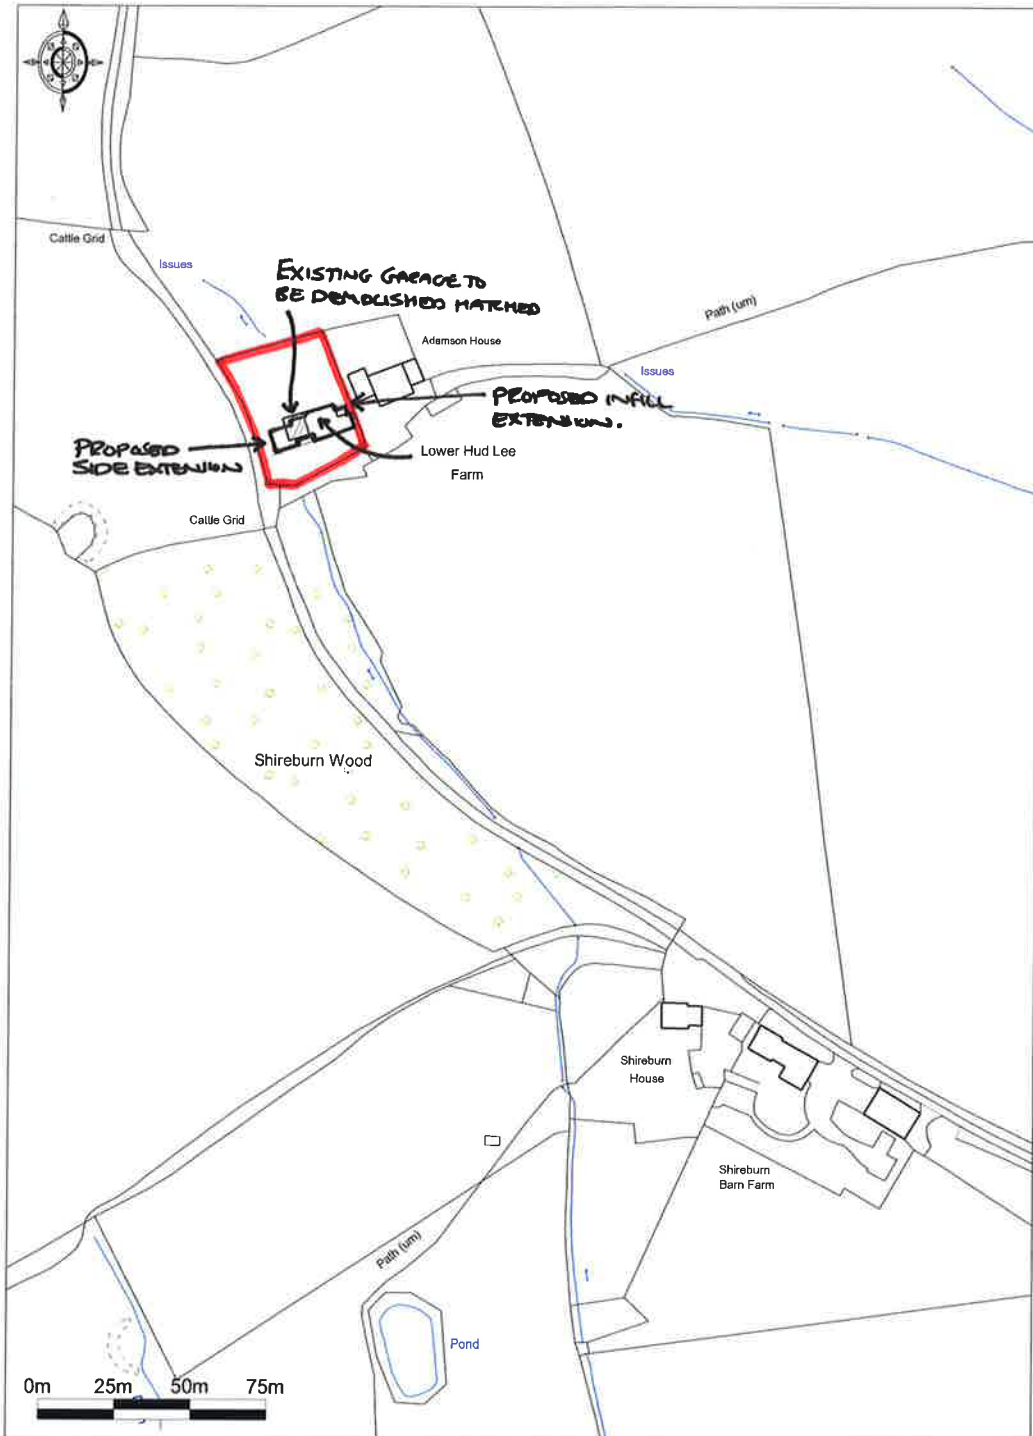 Cattle Grid
Issues
EXISTING GARAGE TO
BE DEMOLISHED HATCHED
Adamson House
Path (um)
Issues
PROPOSED INFILL
EXTENSION.
PROPOSED
SIDE EXTENSION
Lower Hud Lee
Farm
Cattle Grid
Shireburn Wood
Shireburn
House
Shireburn
Barn Farm
Path (um)
Pond
0m 25m 50m 75m